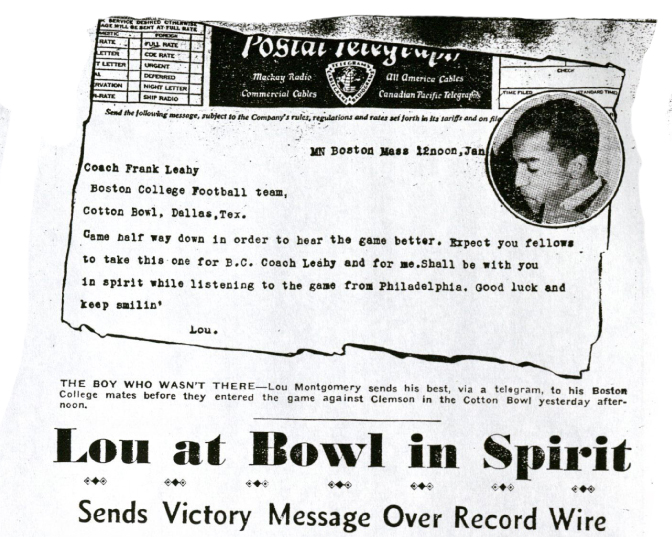 SERVICE DESIRED OTHERWISE
AGE WILL BE SENT AT FULL RATE
FOREIGN
RATE FULL RATE
LETTER CDE RATE
LETTER URGENT
DEFERRED
NIGHT LETTER
SHIP RADIO
Postal Telegraph
Mackay Radio All America Cables
Commercial Cables Canadian Pacific Telegraphs
CHECK
TIME FILED STANDARD TIME
Send the following message, subject to the Company's rules, regulations and rates set forth in its tariffs and on file
MN Boston Mass 12noon,Jan
Coach Frank Leahy
Boston College Football team,
Cotton Bowl, Dallas,Tex.
Came half way down in order to hear the game better. Expect you fellows
to take this one for B.C. Coach Leahy and for me.Shall be with you
in spirit while listening to the game from Philadelphia. Good luck and
keep smilin'
Lou.
THE BOY WHO WASN'T THERE—Lou Montgomery sends his best, via a telegram, to his Boston
College mates before they entered the game against Clemson in the Cotton Bowl yesterday after-
noon.
Lou at Bowl in Spirit
Sends Victory Message Over Record Wire